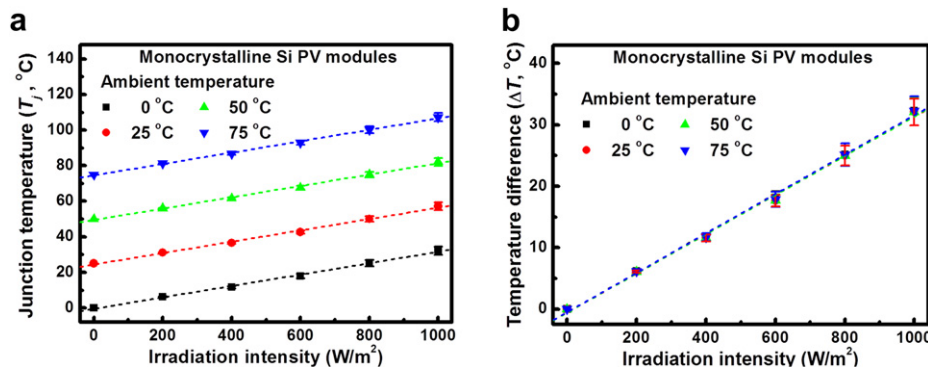 a
Monocrystalline Si PV modules
Ambient temperature
0 °C
50 °C
25 °C
75 °C
Junction temperature (Tj, °C)
140
120
100
80
60
40
20
0
0 200 400 600 800 1000
Irradiation intensity (W/m²)
b
Monocrystalline Si PV modules
Ambient temperature
0 °C
50 °C
25 °C
75 °C
Temperature difference (ΔT, °C)
40
30
20
10
0
0 200 400 600 800 1000
Irradiation intensity (W/m²)